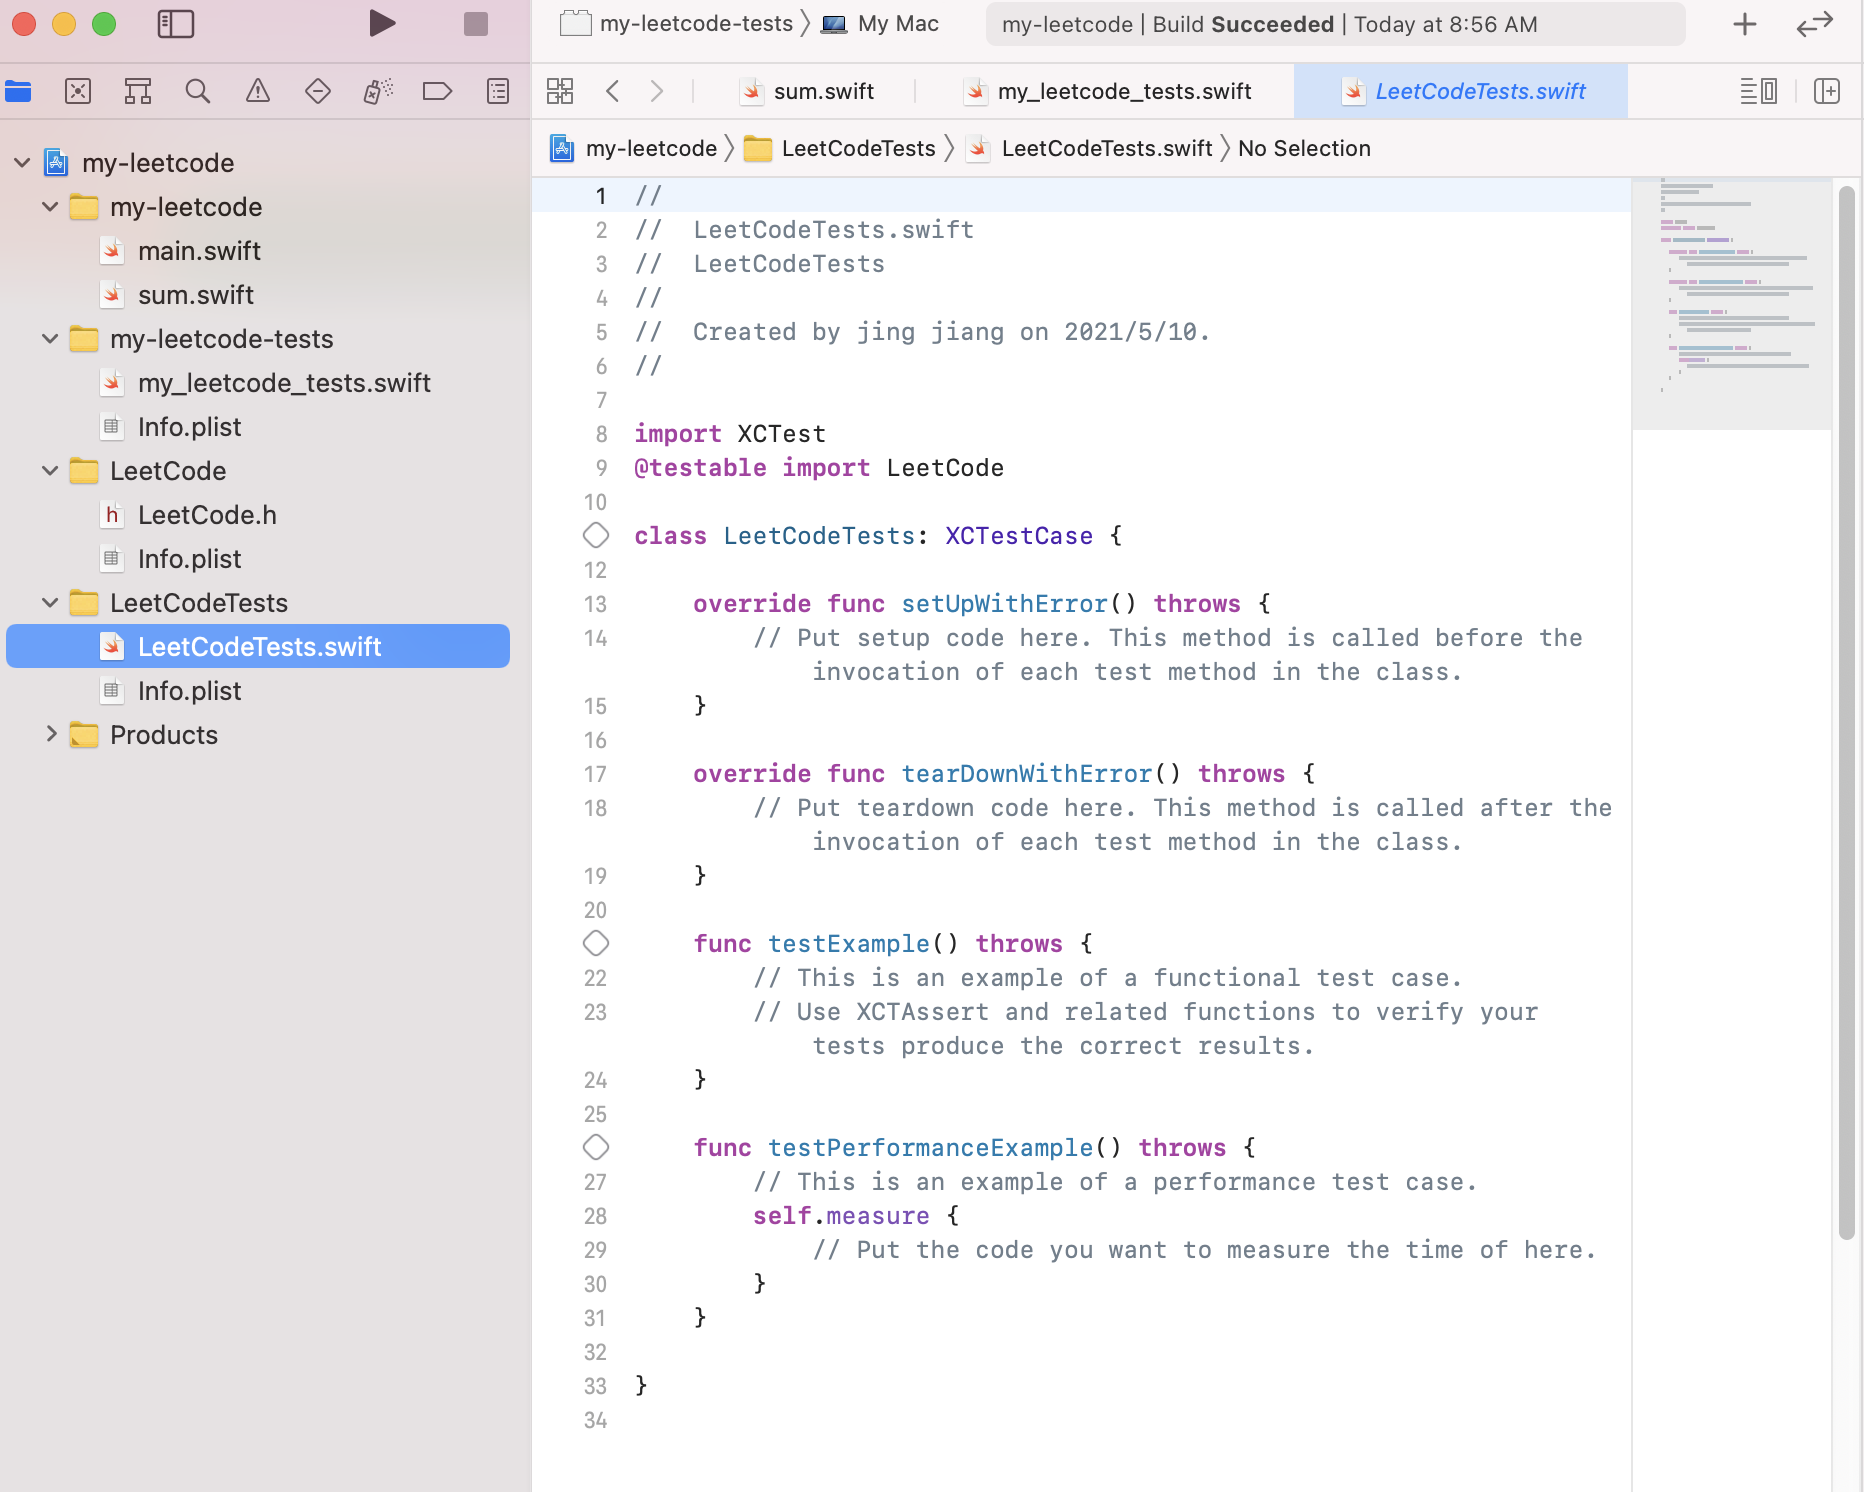 my-leetcode-tests My Mac
my-leetcode | Build Succeeded | Today at 8:56 AM
sum.swift
my_leetcode_tests.swift
LeetCodeTests.swift
my-leetcode LeetCodeTests LeetCodeTests.swift No Selection
my-leetcode
my-leetcode
main.swift
sum.swift
my-leetcode-tests
my_leetcode_tests.swift
Info.plist
LeetCode
h LeetCode.h
Info.plist
LeetCodeTests
LeetCodeTests.swift
Info.plist
Products
1 //
2 //  LeetCodeTests.swift
3 //  LeetCodeTests
4 //
5 //  Created by jing jiang on 2021/5/10.
6 //
7
8 import XCTest
9 @testable import LeetCode
10
class LeetCodeTests: XCTestCase {
12
13     override func setUpWithError() throws {
14         // Put setup code here. This method is called before the
invocation of each test method in the class.
15     }
16
17     override func tearDownWithError() throws {
18         // Put teardown code here. This method is called after the
invocation of each test method in the class.
19     }
20
func testExample() throws {
22         // This is an example of a functional test case.
23         // Use XCTAssert and related functions to verify your
tests produce the correct results.
24     }
25
func testPerformanceExample() throws {
27         // This is an example of a performance test case.
28         self.measure {
29             // Put the code you want to measure the time of here.
30         }
31     }
32
33 }
34